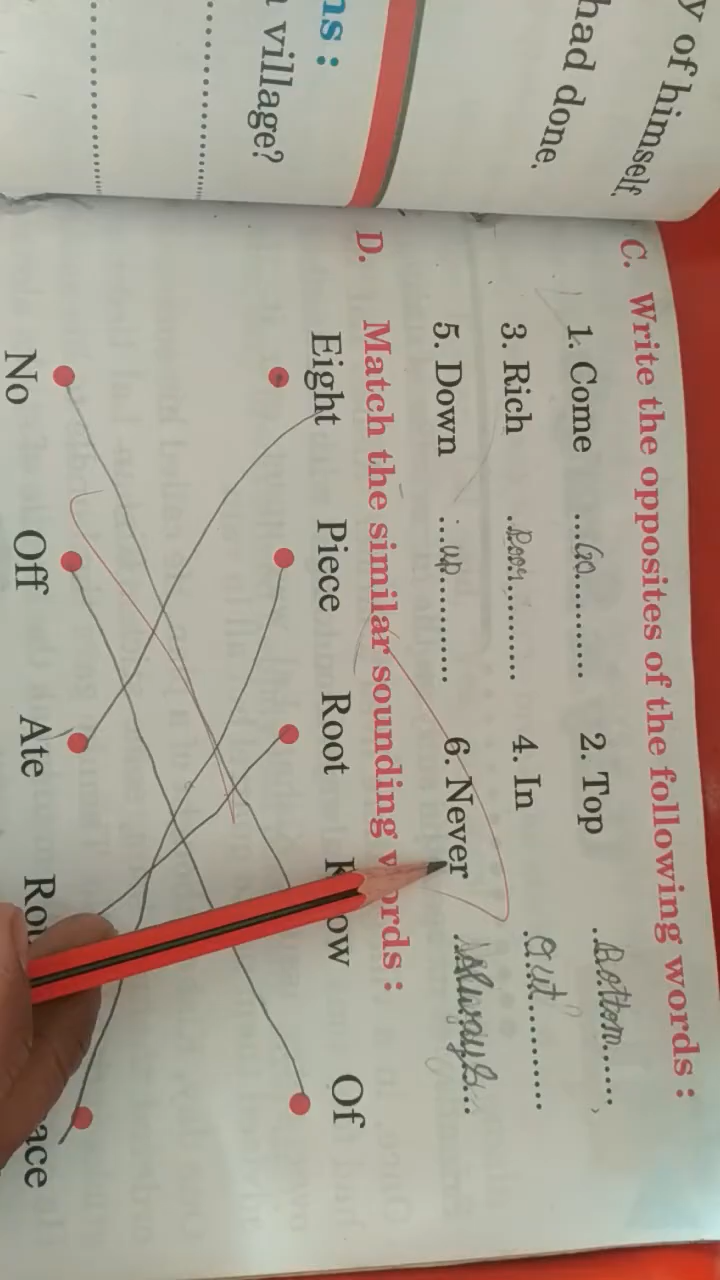 y of himself.
had done.
ns :
village?
C. Write the opposites of the following words :
1. Come ...Go........... 2. Top ..Bottom......,
3. Rich .Poor.......... 4. In .Out...........
5. Down ...up.......... 6. Never .Always...
D. Match the similar sounding words :
Eight Piece Root Know Of
No Off Ate